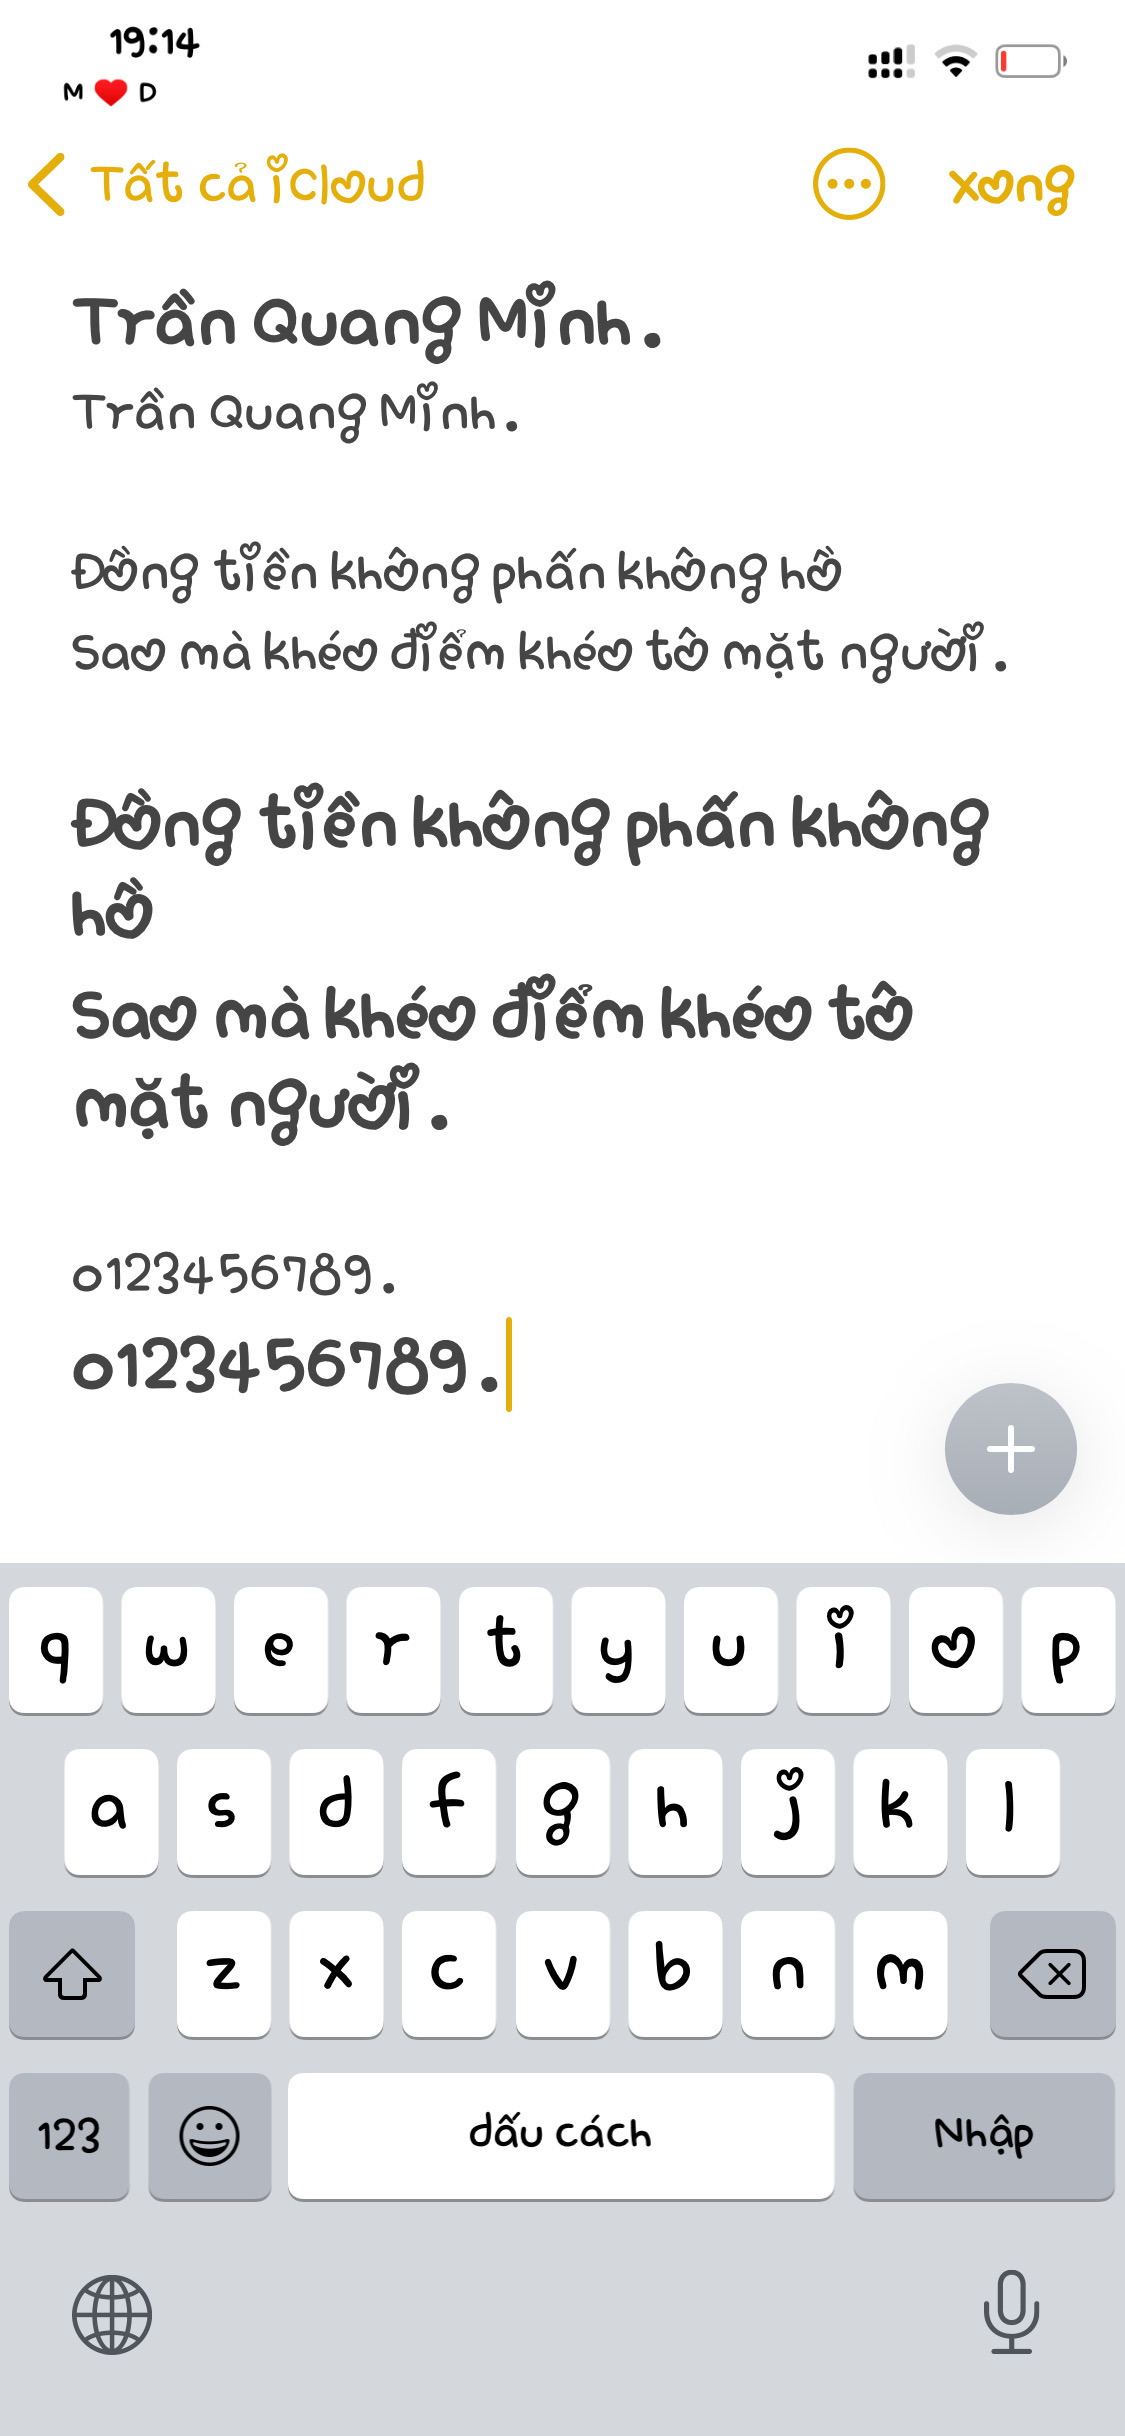 19:14
M ❤️ D
Tất cả iCloud
xong
Trần Quang Minh.
Trần Quang Minh.
Đồng tiền không phấn không hồ
Sao mà khéo điểm khéo tô mặt người.
Đồng tiền không phấn không
hồ
Sao mà khéo điểm khéo tô
mặt người.
0123456789.
0123456789.
q w e r t y u i o p
a s d f g h j k l
z x c v b n m
123 dấu cách Nhập